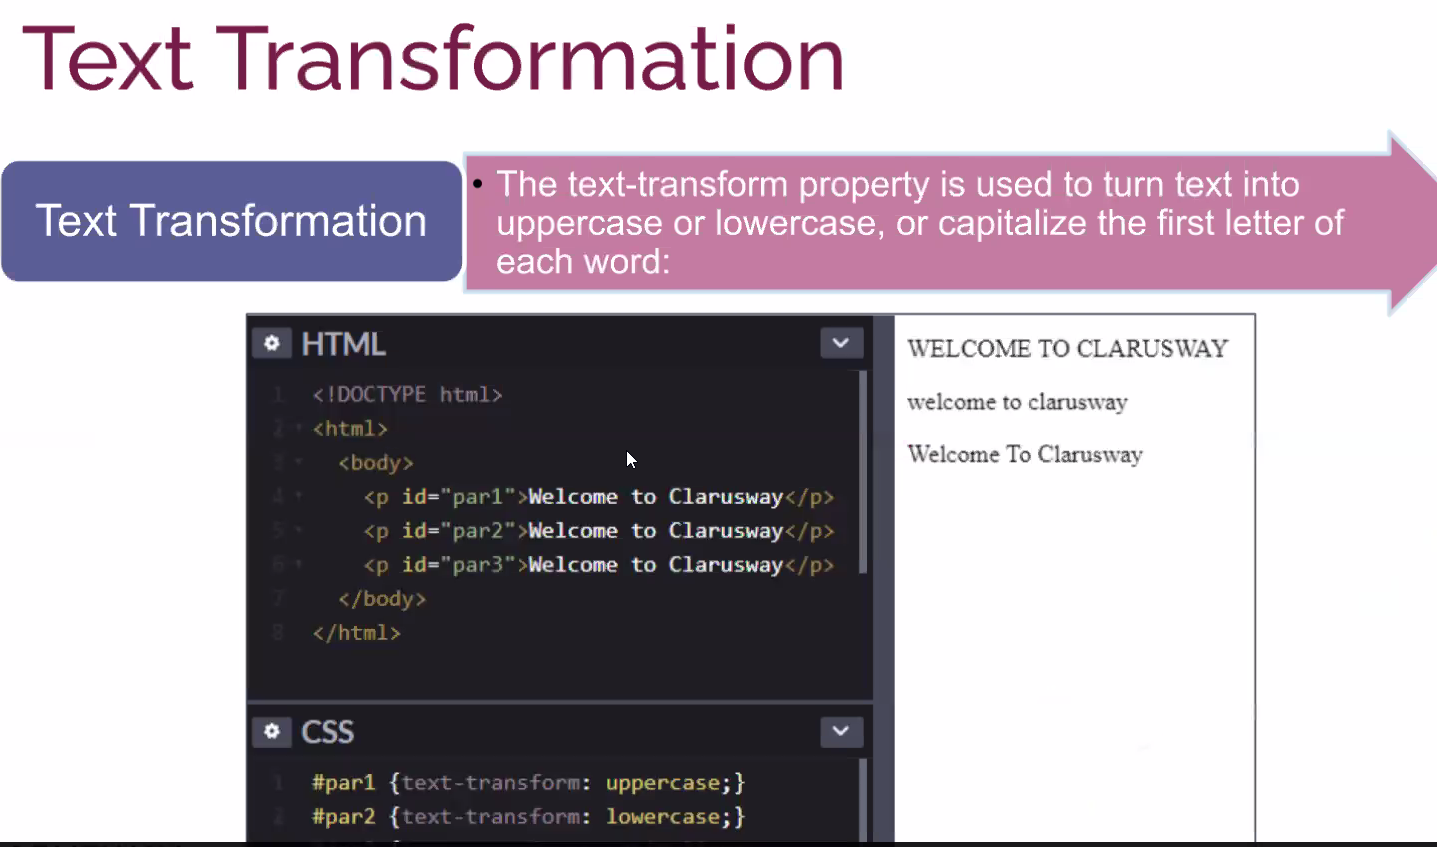 Text Transformation
Text Transformation
• The text-transform property is used to turn text into
uppercase or lowercase, or capitalize the first letter of
each word:
HTML
1 <!DOCTYPE html>
2 <html>
3 <body>
4 <p id="par1">Welcome to Clarusway</p>
5 <p id="par2">Welcome to Clarusway</p>
6 <p id="par3">Welcome to Clarusway</p>
7 </body>
8 </html>
CSS
1 #par1 {text-transform: uppercase;}
2 #par2 {text-transform: lowercase;}
WELCOME TO CLARUSWAY
welcome to clarusway
Welcome To Clarusway